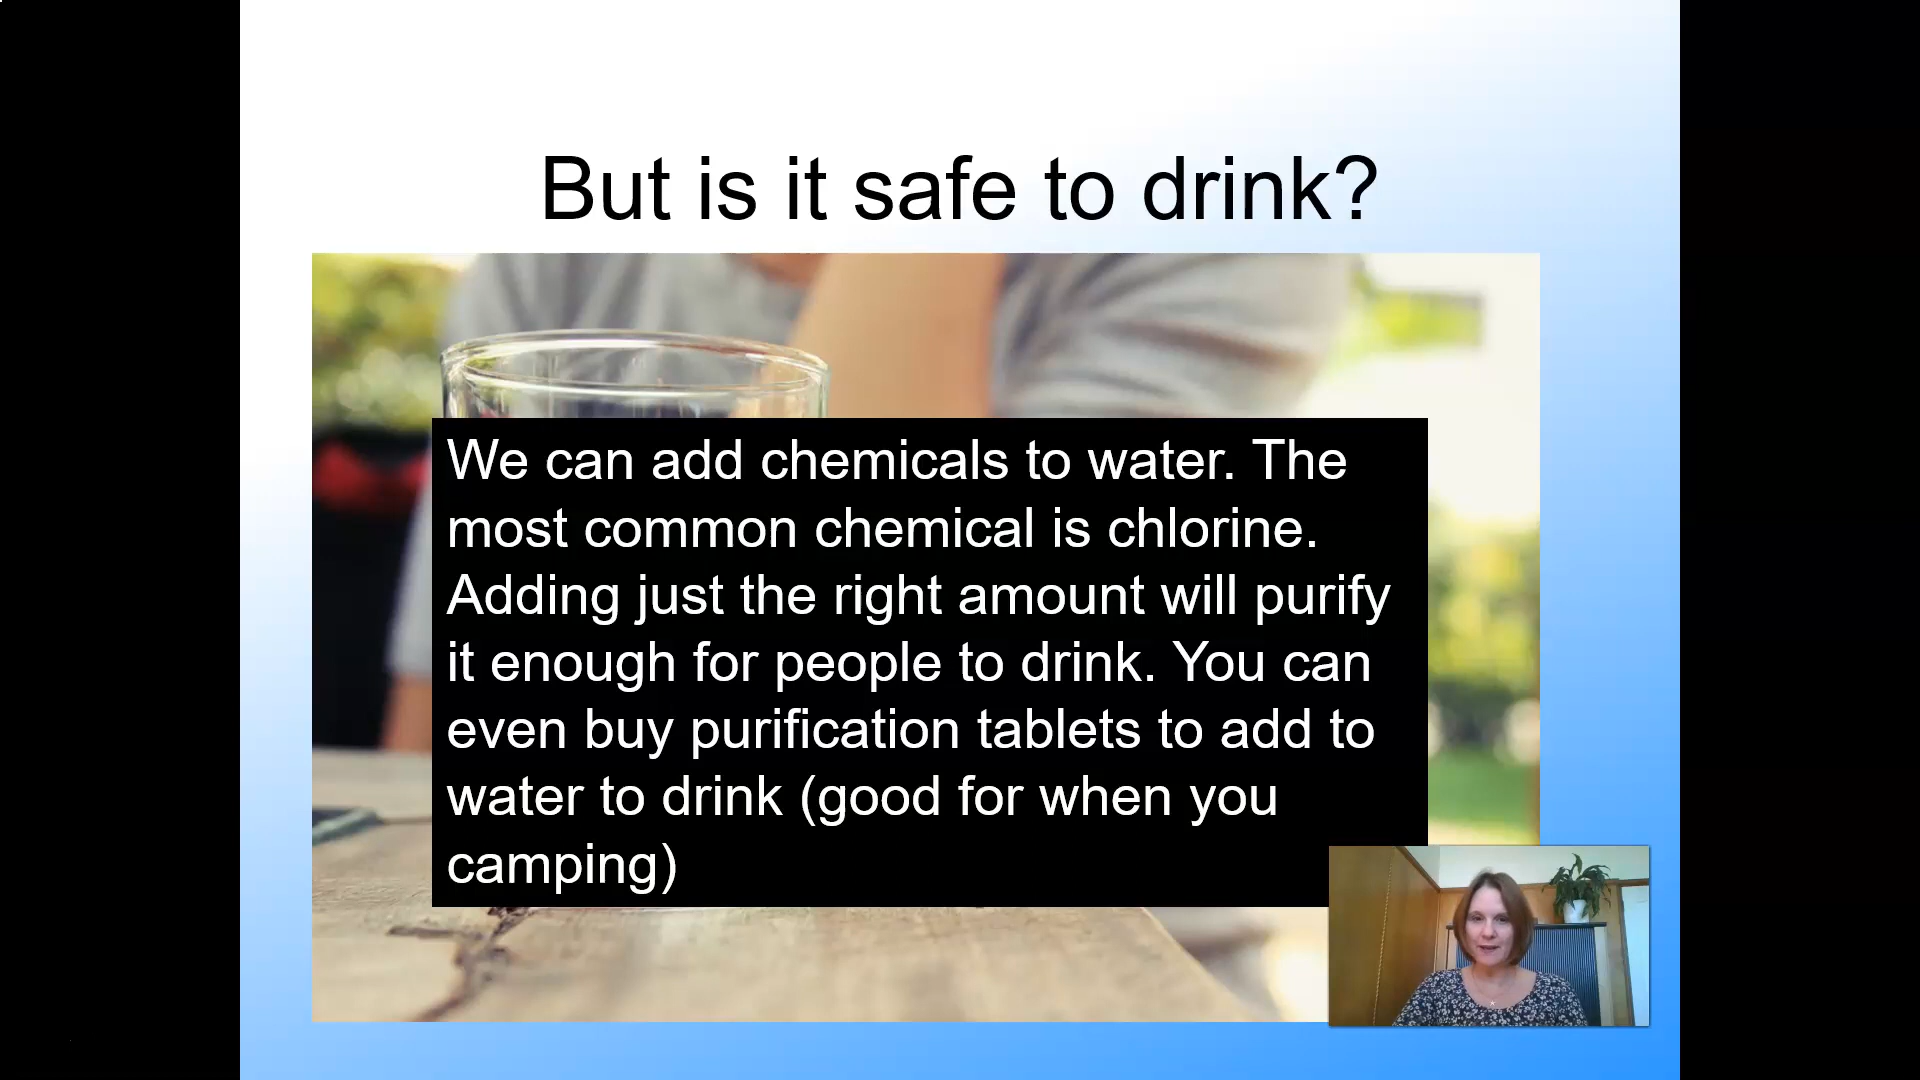 But is it safe to drink?
We can add chemicals to water. The
most common chemical is chlorine.
Adding just the right amount will purify
it enough for people to drink. You can
even buy purification tablets to add to
water to drink (good for when you
camping)